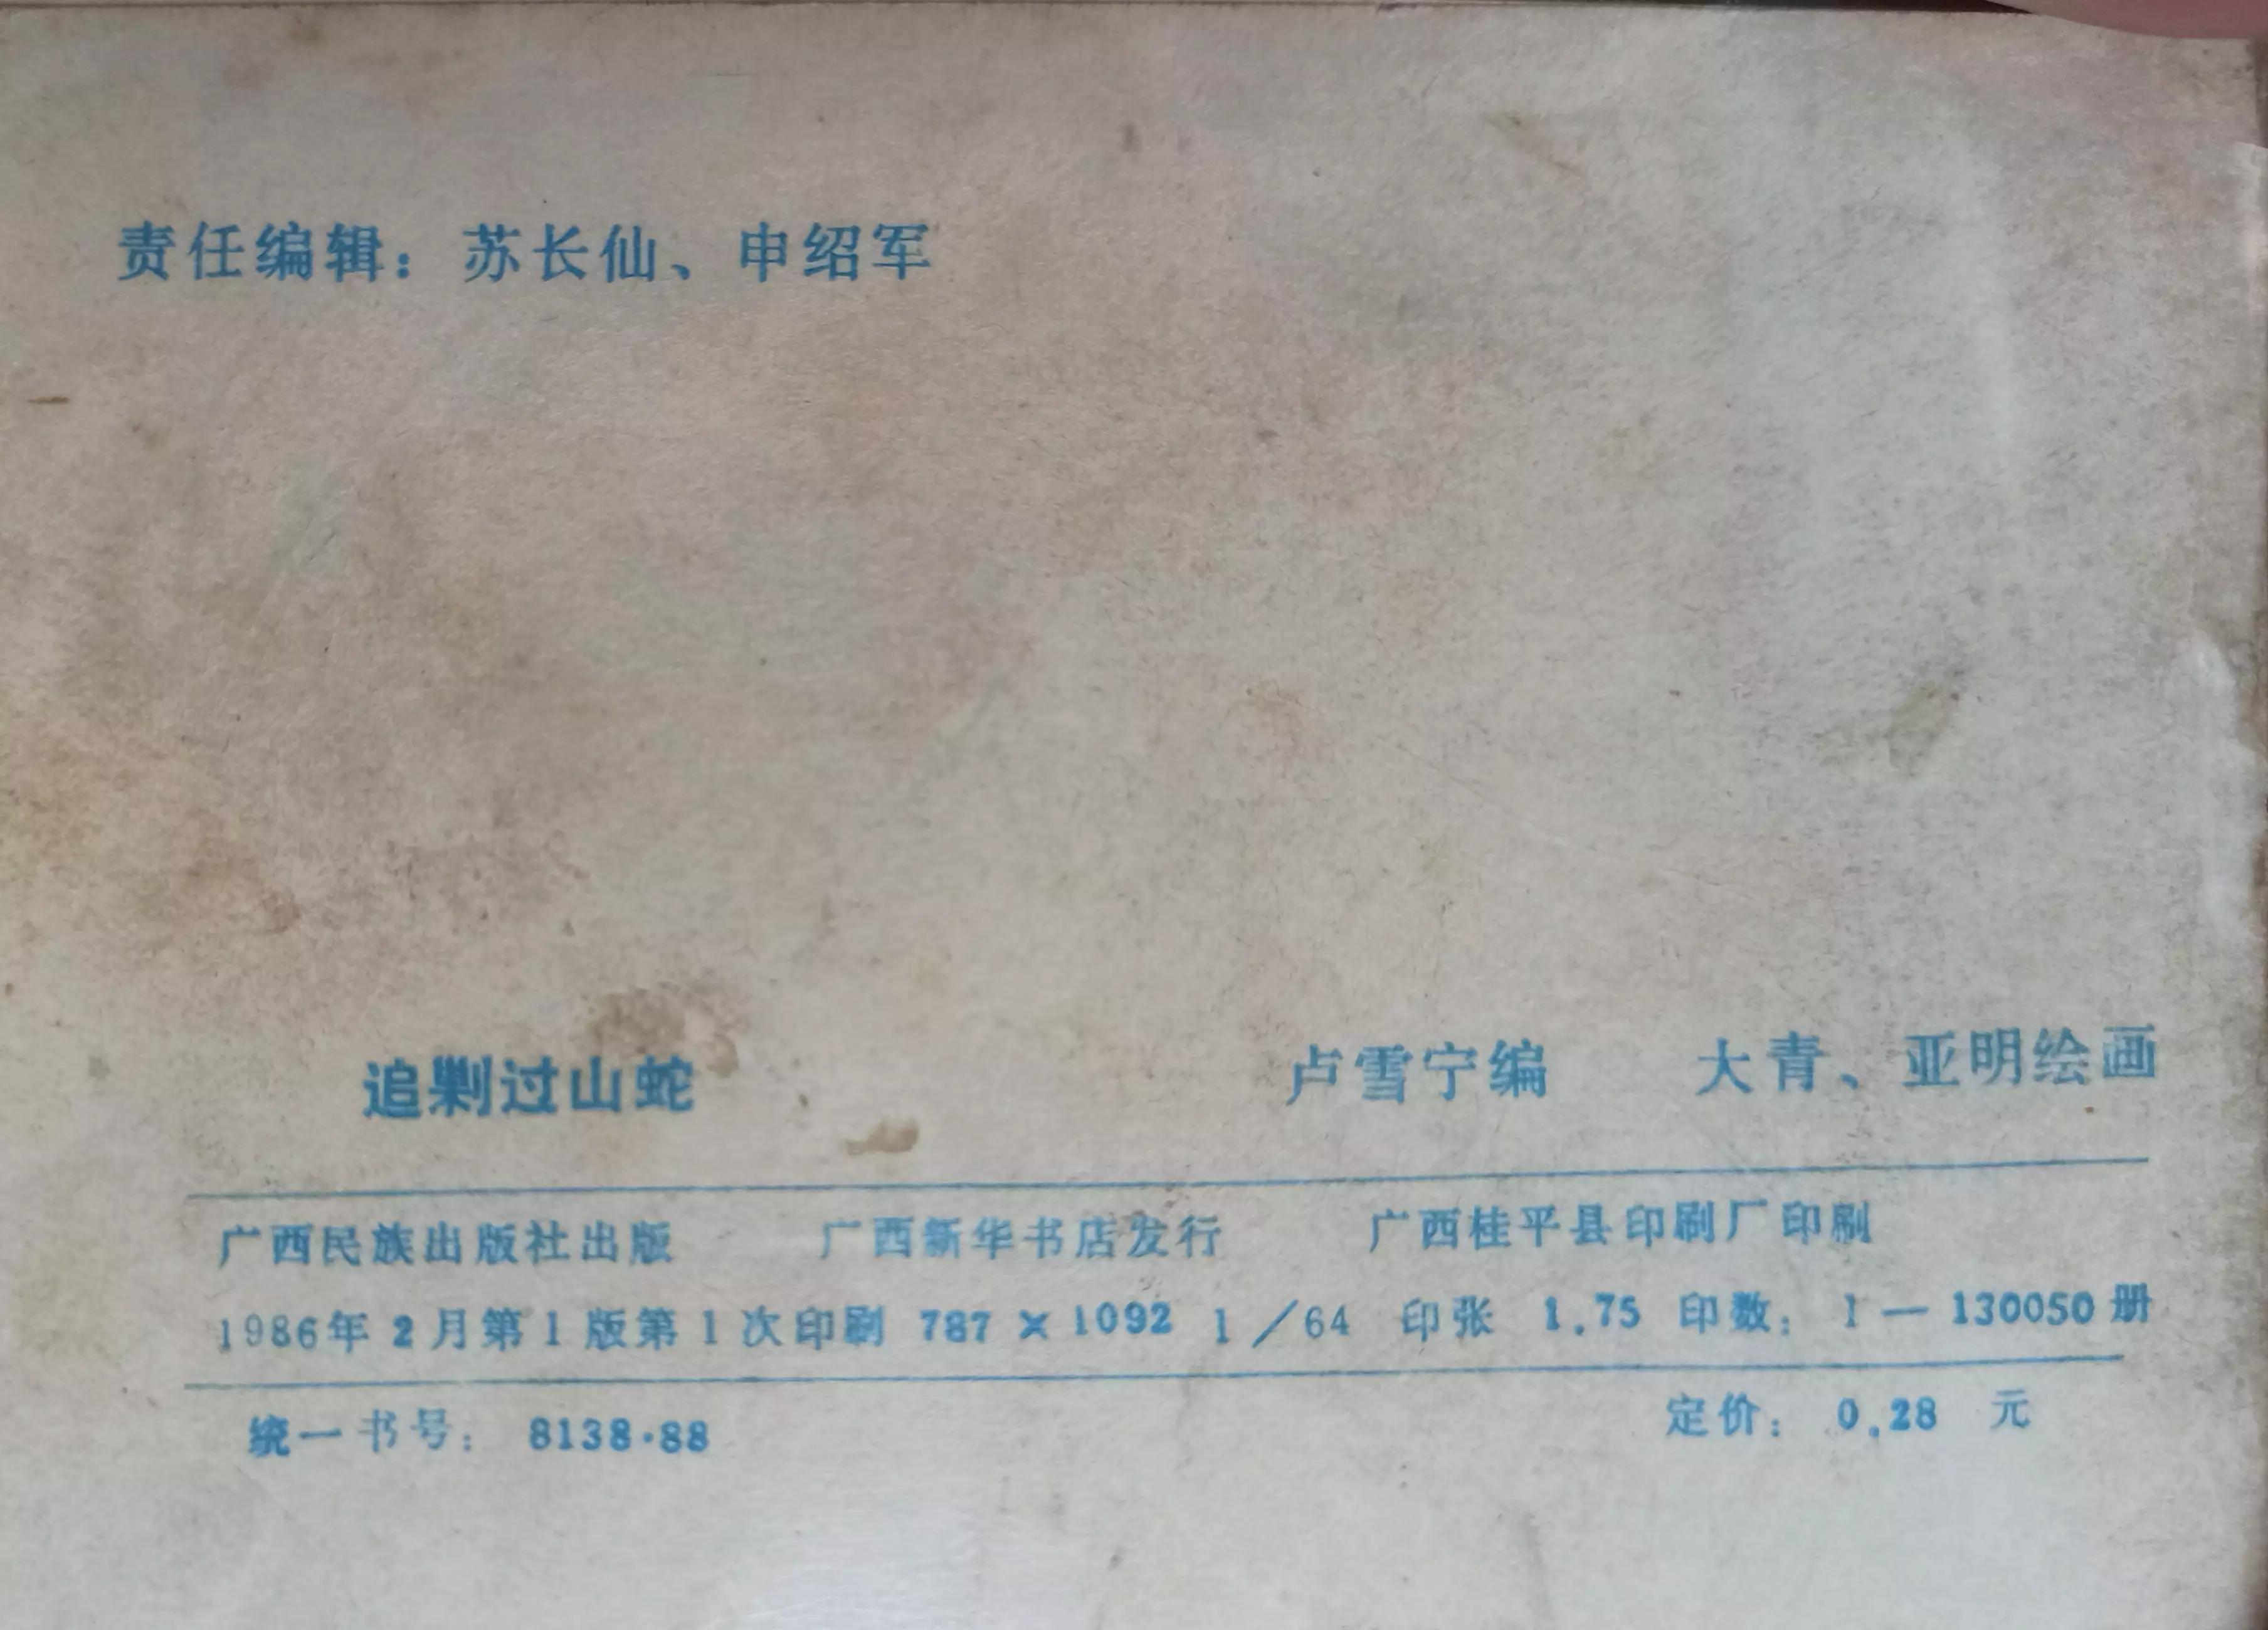 责任编辑：苏长仙、申绍军
追剿过山蛇 卢雪宁编 大青、亚明绘画
广西民族出版社出版 广西新华书店发行 广西桂平县印刷厂印刷
1986年2月第1版第1次印刷 787×1092 1／64 印张 1.75 印数：1—130050册
统一书号：8138·88 定价：0.28 元